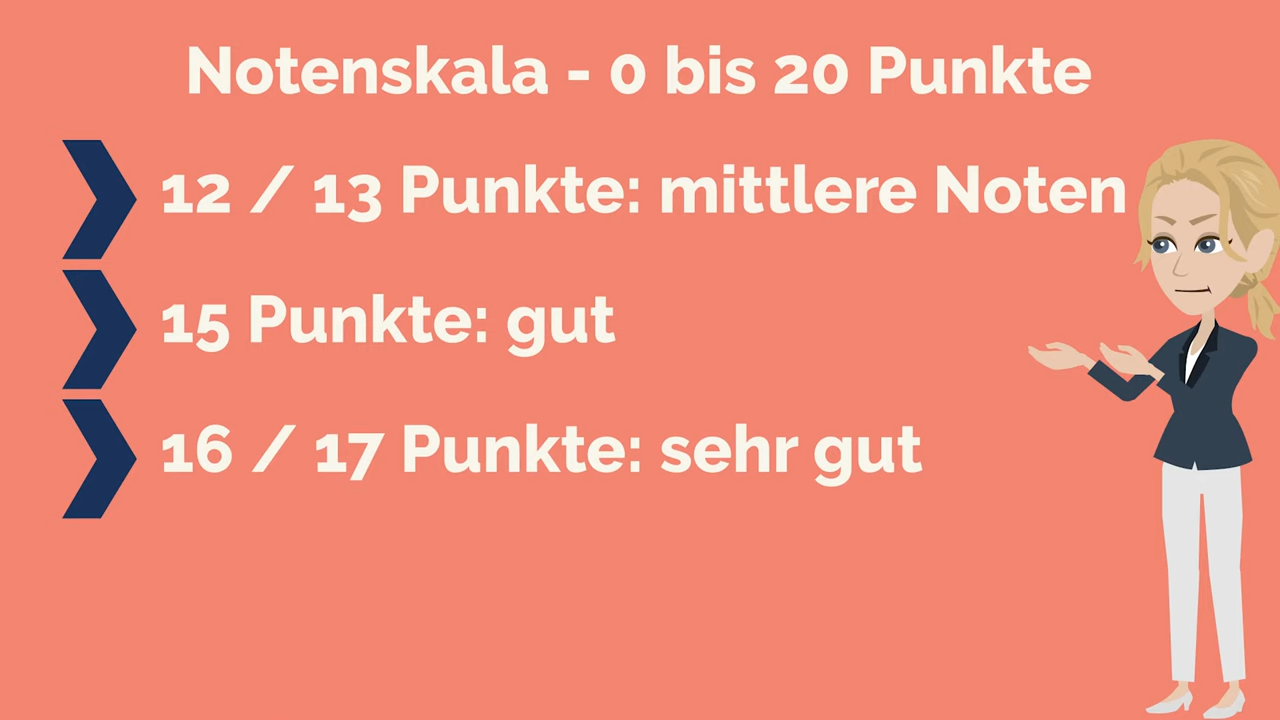 Notenskala - 0 bis 20 Punkte
12 / 13 Punkte: mittlere Noten
15 Punkte: gut
16 / 17 Punkte: sehr gut